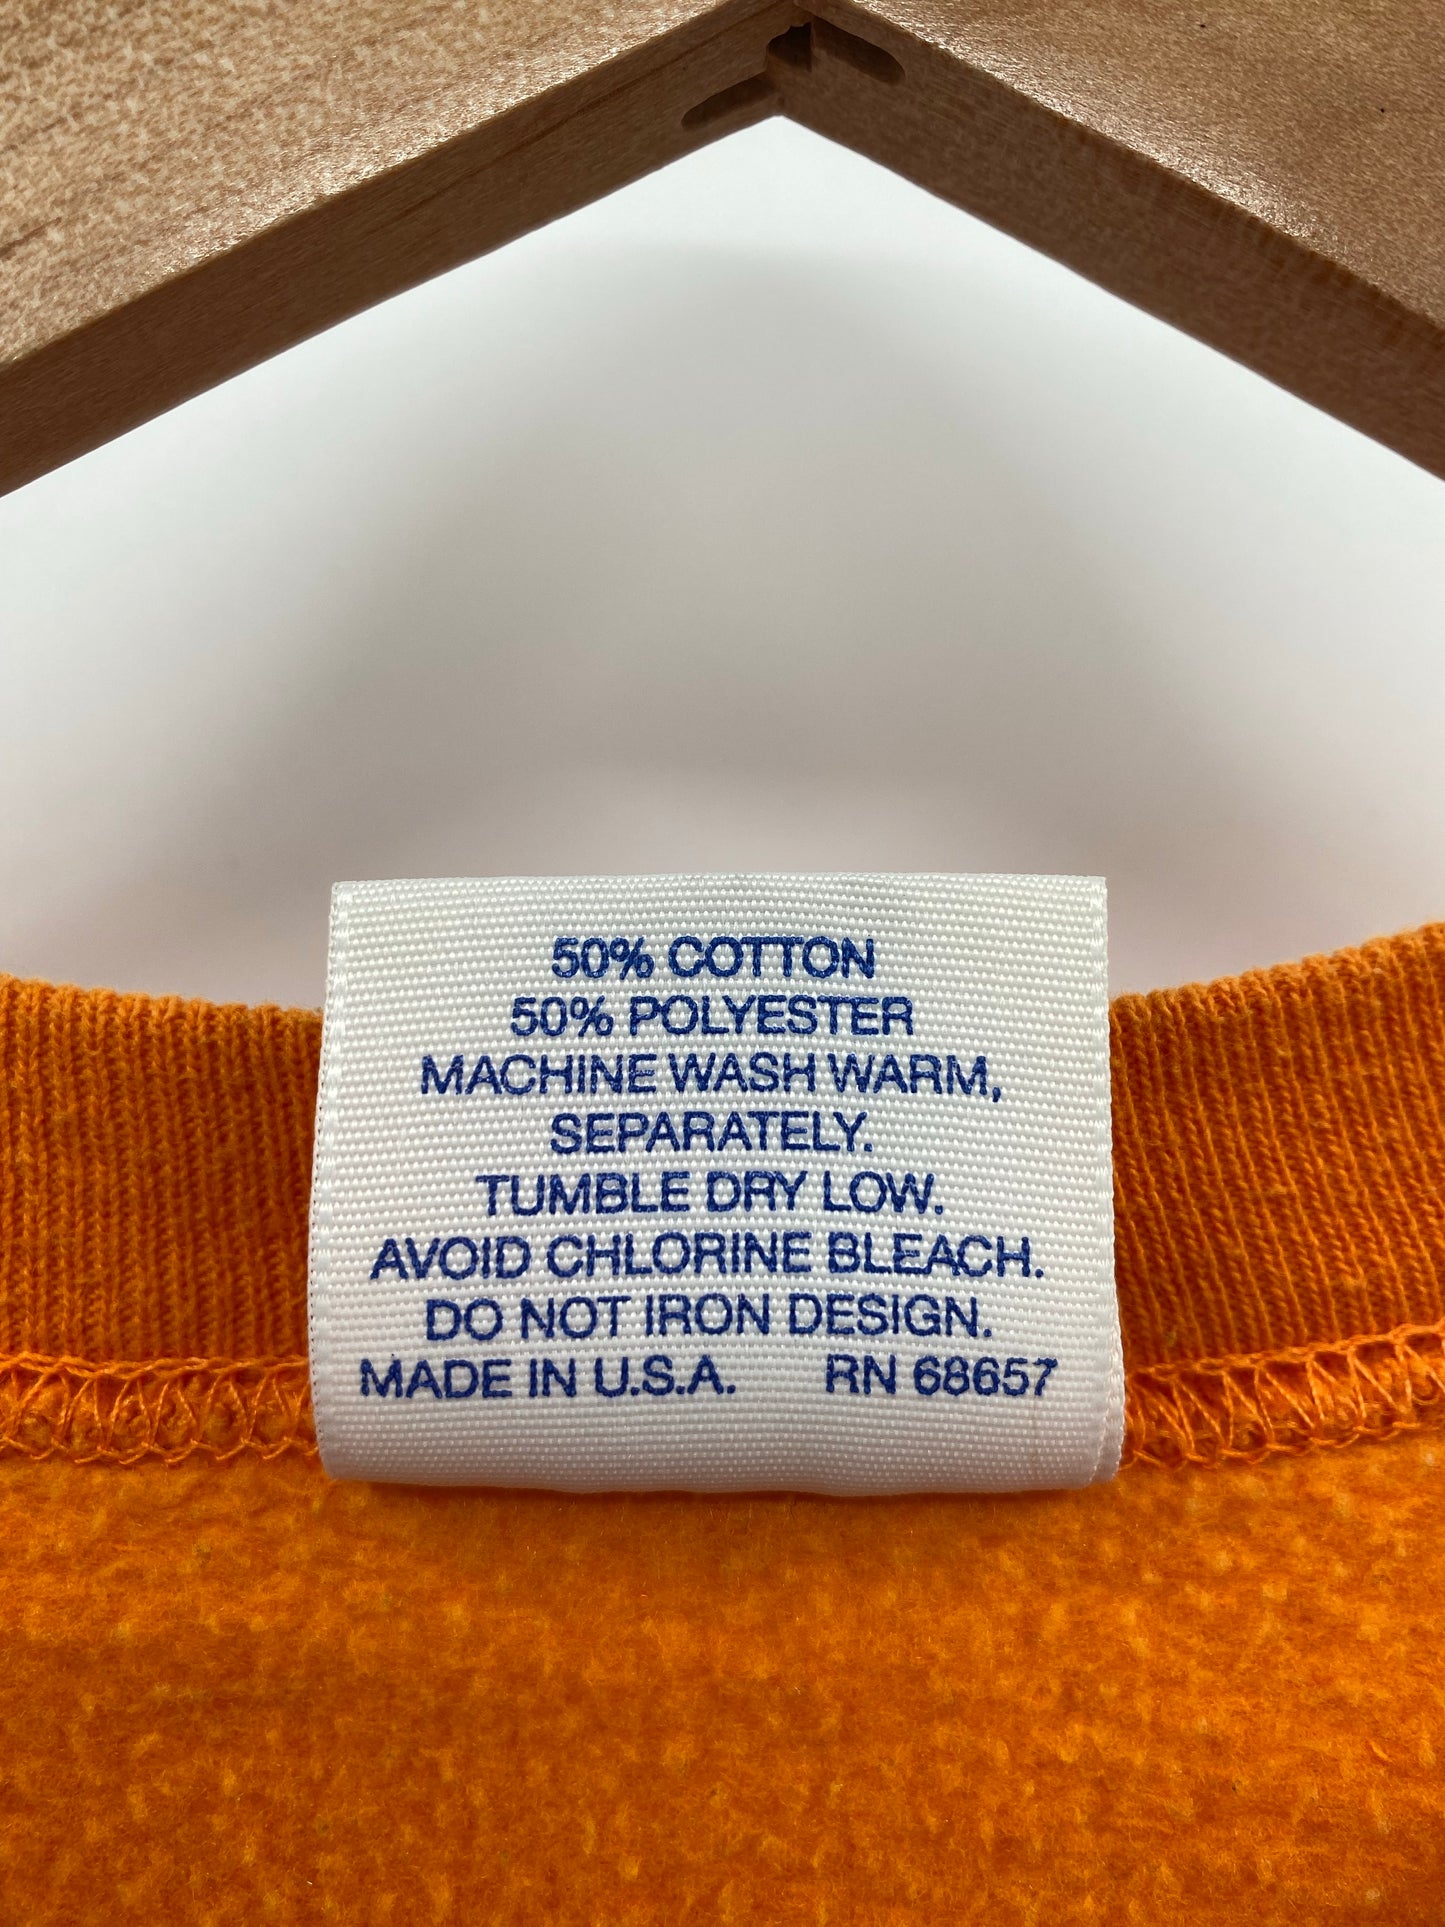 50% COTTON
50% POLYESTER
MACHINE WASH WARM,
SEPARATELY.
TUMBLE DRY LOW.
AVOID CHLORINE BLEACH.
DO NOT IRON DESIGN.
MADE IN U.S.A. RN 68657